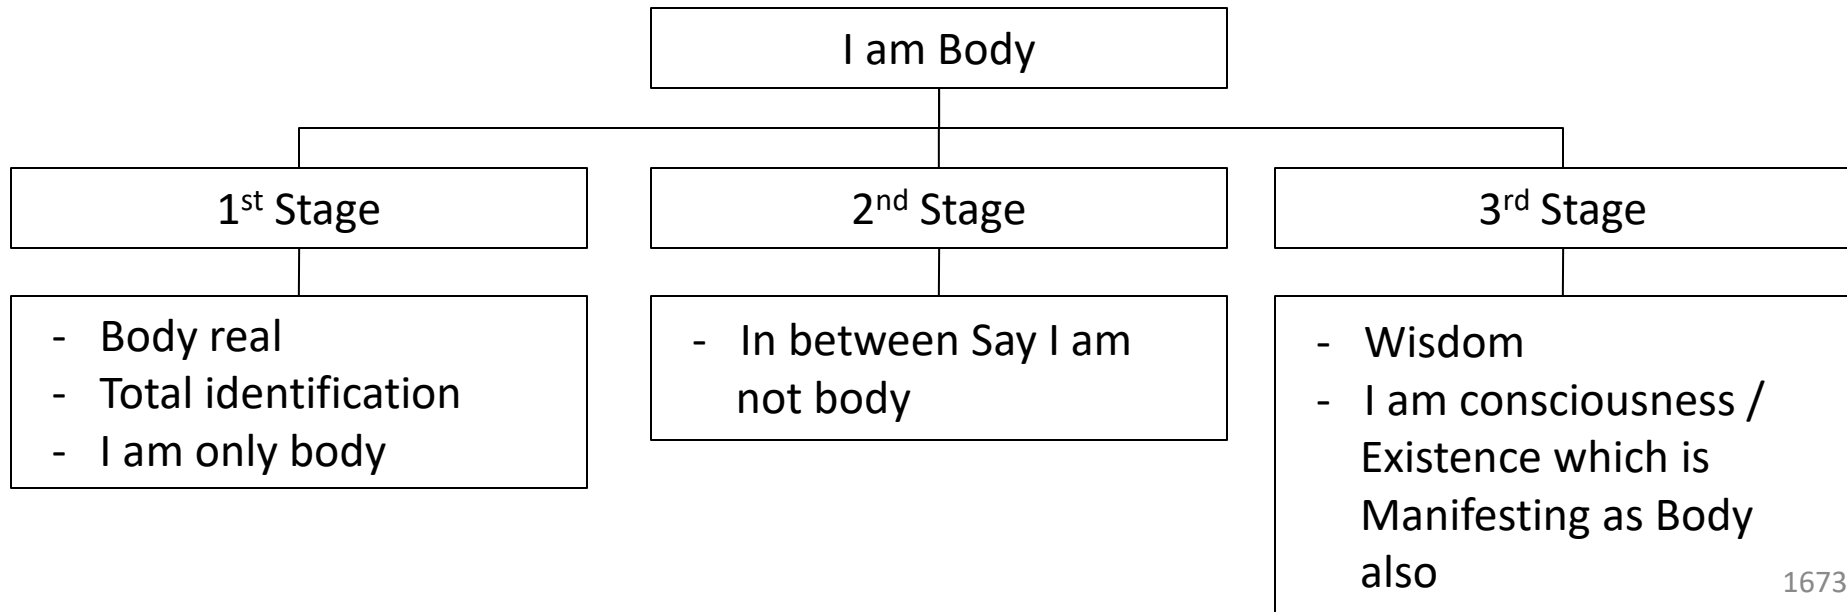 I am Body
1st Stage
2nd Stage
3rd Stage
- Body real
- Total identification
- I am only body
- In between Say I am
not body
- Wisdom
- I am consciousness /
Existence which is
Manifesting as Body
also
1673